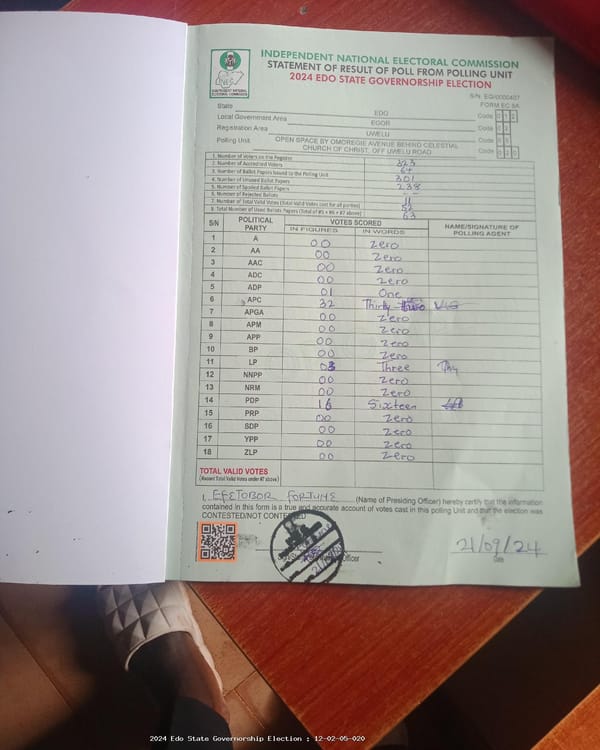 INDEPENDENT NATIONAL ELECTORAL COMMISSION
STATEMENT OF RESULT OF POLL FROM POLLING UNIT
2024 EDO STATE GOVERNORSHIP ELECTION
INEC
INDEPENDENT NATIONAL ELECTORAL COMMISSION
S/N: EG/0000407
FORM EC 8A
State EDO Code 0 1 2
Local Government Area EGOR Code 0 2
Registration Area UWELU Code 0 5
Polling Unit OPEN SPACE BY OMOREGIE AVENUE BEHIND CELESTIAL CHURCH OF CHRIST, OFF UWELU ROAD Code 0 2 0
1. Number of Voters on the Register 323
2. Number of Accredited Voters 64
3. Number of Ballot Papers Issued to the Polling Unit 301
4. Number of Unused Ballot Papers 238
5. Number of Spoiled Ballot Papers
6. Number of Rejected Ballots 11
7. Number of Total Valid Votes (Total Valid Votes cast for all parties) 52
8. Total Number of Used Ballots Papers (Total of #5 + #6 + #7 above) 63
S/N POLITICAL PARTY VOTES SCORED NAME/SIGNATURE OF POLLING AGENT
IN FIGURES IN WORDS
1 A 00 Zero
2 AA 00 Zero
3 AAC 00 Zero
4 ADC 00 Zero
5 ADP 01 One
6 APC 32 Thirty two
7 APGA 00 Zero
8 APM 00 Zero
9 APP 00 Zero
10 BP 00 Zero
11 LP 03 Three
12 NNPP 00 Zero
13 NRM 00 Zero
14 PDP 16 Sixteen
15 PRP 00 Zero
16 SDP 00 Zero
17 YPP 00 Zero
18 ZLP 00 Zero
TOTAL VALID VOTES
(Record Total Valid Votes under #7 above)
I, EFETOBOR FORTUNE (Name of Presiding Officer) hereby certify that the information
contained in this form is a true and accurate account of votes cast in this polling Unit and that the election was
CONTESTED/NOT CONTESTED
21/09/24
Officer
Date
2024 Edo State Governorship Election : 12-02-05-020